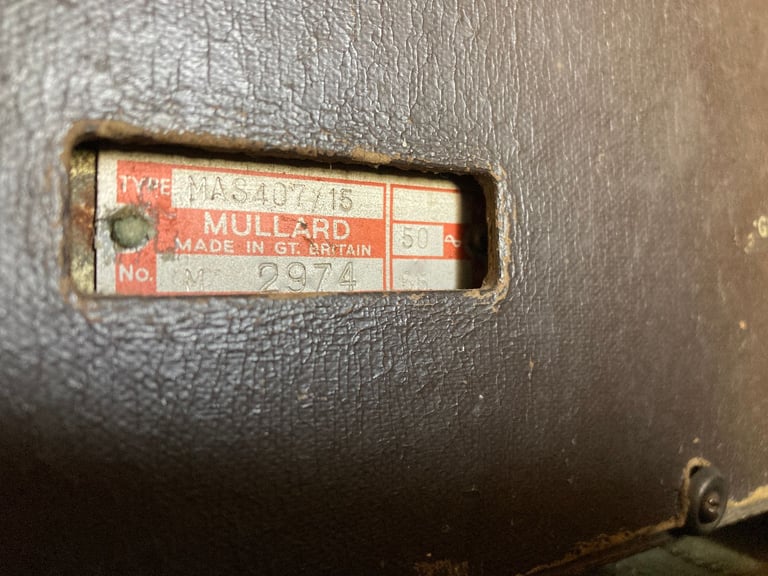 TYPE MAS407/15
MULLARD
MADE IN GT. BRITAIN
50 ~
No. M 2974